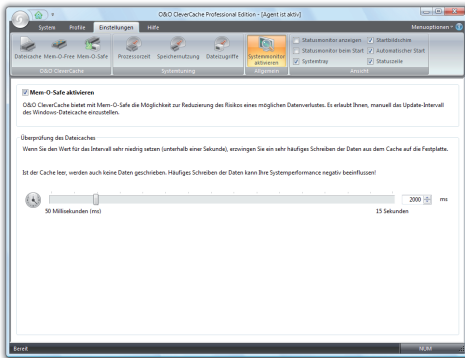 O&O CleverCache Professional Edition - [Agent ist aktiv]
System Profile Einstellungen Hilfe Menuoptionen
Dateicache Mem-O-Free Mem-O-Safe Prozessorzeit Speichernutzung Dateizugriffe Systemmonitor aktivieren
Statusmonitor anzeigen Startbildschirm
Statusmonitor beim Start Automatischer Start
Systemtray Statuszeile
O&O CleverCache Systemtuning Allgemein Ansicht
Mem-O-Safe aktivieren
O&O CleverCache bietet mit Mem-O-Safe die Möglichkeit zur Reduzierung des Risikos eines möglichen Datenverlustes. Es erlaubt Ihnen, manuell das Update-Intervall
des Windows-Dateicache einzustellen.
Überprüfung des Dateicaches
Wenn Sie den Wert für das Intervall sehr niedrig setzen (unterhalb einer Sekunde), erzwingen Sie ein sehr häufiges Schreiben der Daten aus dem Cache auf die Festplatte.
Ist der Cache leer, werden auch keine Daten geschrieben. Häufiges Schreiben der Daten kann Ihre Systemperformance negativ beeinflussen!
2000 ms
50 Millisekunden (ms) 15 Sekunden
Bereit NUM